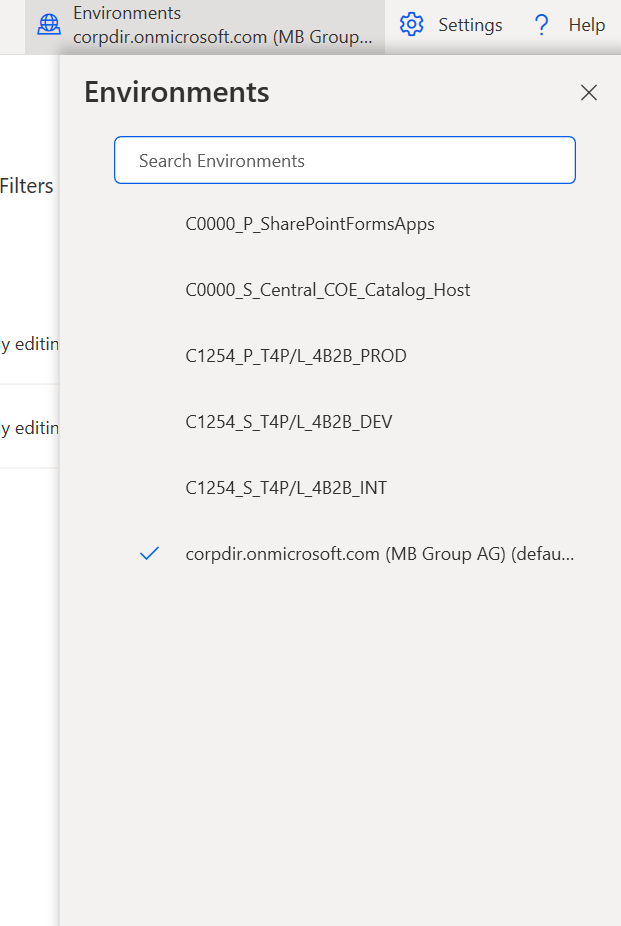 Environments
corpdir.onmicrosoft.com (MB Group...
Settings
Help
Environments
Search Environments
Filters
C0000_P_SharePointFormsApps
C0000_S_Central_COE_Catalog_Host
y editin
C1254_P_T4P/L_4B2B_PROD
C1254_S_T4P/L_4B2B_DEV
y editin
C1254_S_T4P/L_4B2B_INT
corpdir.onmicrosoft.com (MB Group AG) (defau...